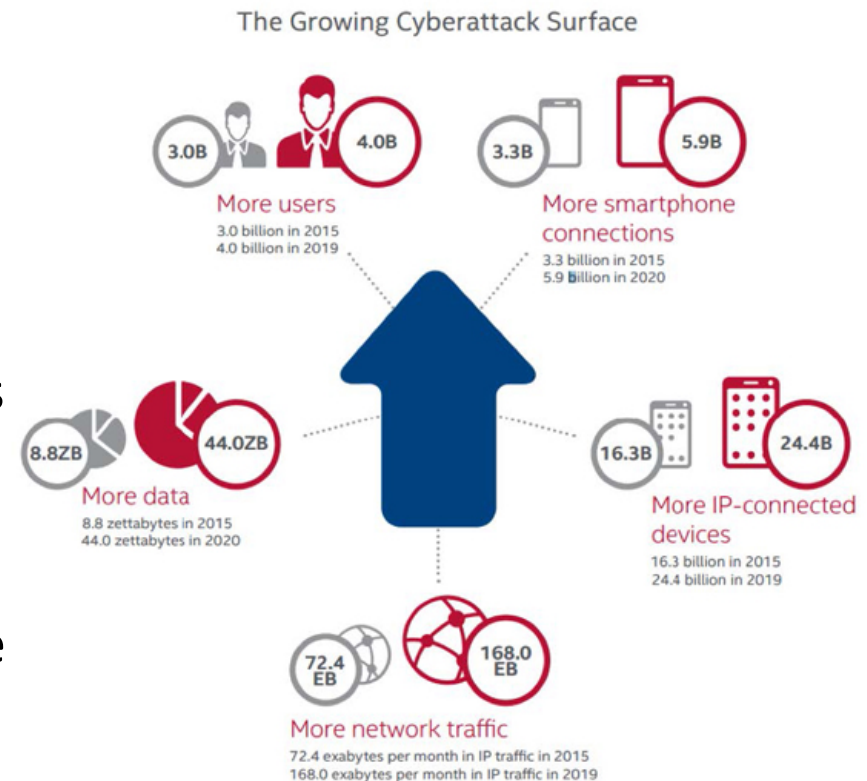 The Growing Cyberattack Surface
3.0B
4.0B
More users
3.0 billion in 2015
4.0 billion in 2019
3.3B
5.9B
More smartphone
connections
3.3 billion in 2015
5.9 billion in 2020
s
8.8ZB
44.0ZB
More data
8.8 zettabytes in 2015
44.0 zettabytes in 2020
16.3B
24.4B
More IP-connected
devices
16.3 billion in 2015
24.4 billion in 2019
e
72.4
EB
168.0
EB
More network traffic
72.4 exabytes per month in IP traffic in 2015
168.0 exabytes per month in IP traffic in 2019